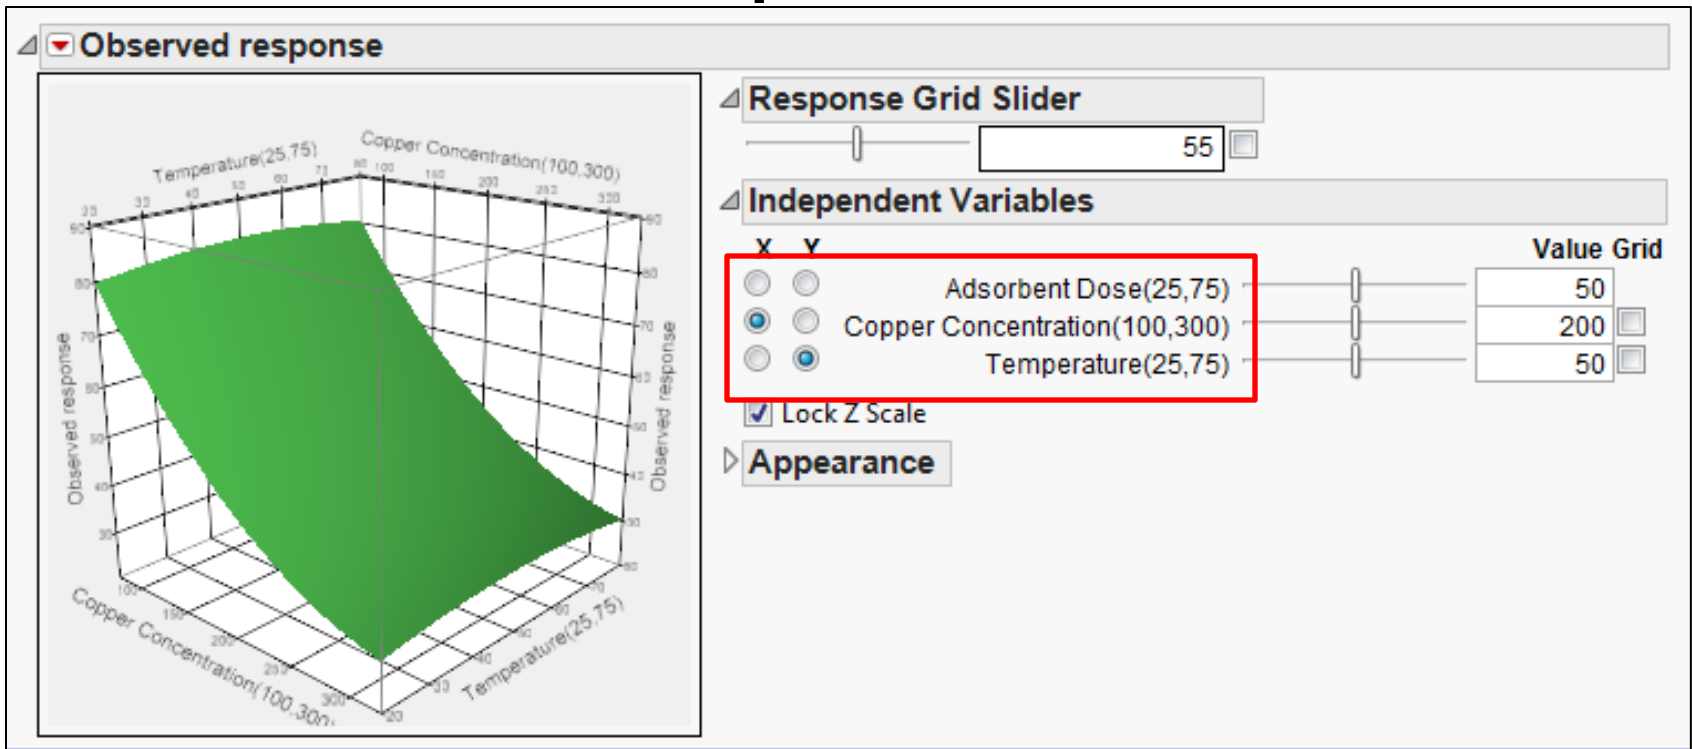 Observed response
Response Grid Slider
55
Independent Variables
X Y Value Grid
Adsorbent Dose(25,75) 50
Copper Concentration(100,300) 200
Temperature(25,75) 50
Lock Z Scale
Appearance
Temperature(25,75)
Copper Concentration(100,300)
Observed response
Observed response
Copper Concentration(100,300)
Temperature(25,75)